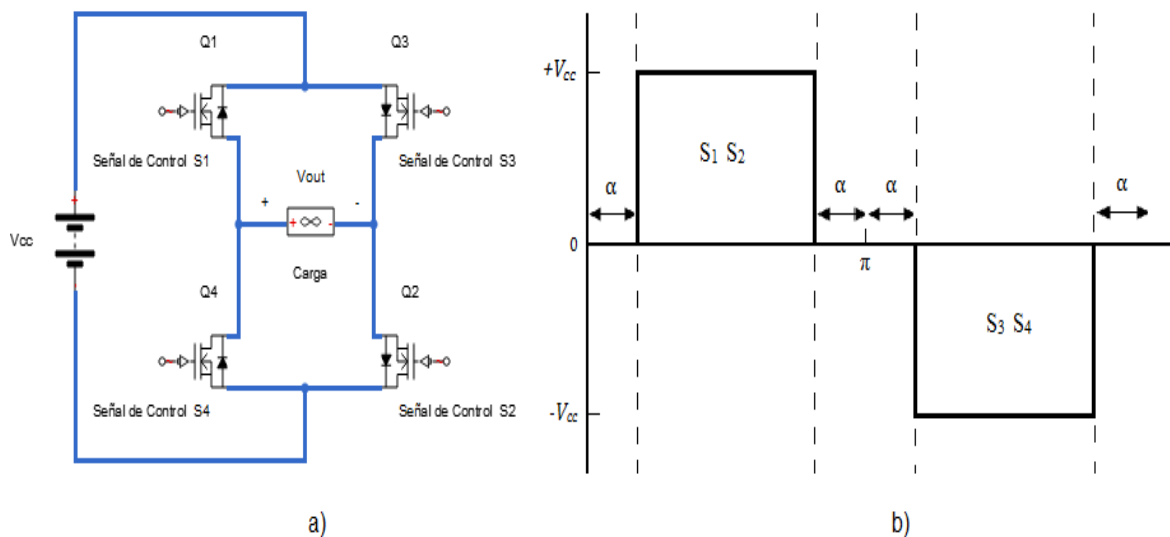 Q1
Q3
Señal de Control S1
Señal de Control S3
Vout
+ -
+ -
+
Vcc
Carga
Q4
Q2
Señal de Control S4
Señal de Control S2
a)
+Vcc
S1 S2
α
α
α
α
0
π
S3 S4
-Vcc
b)